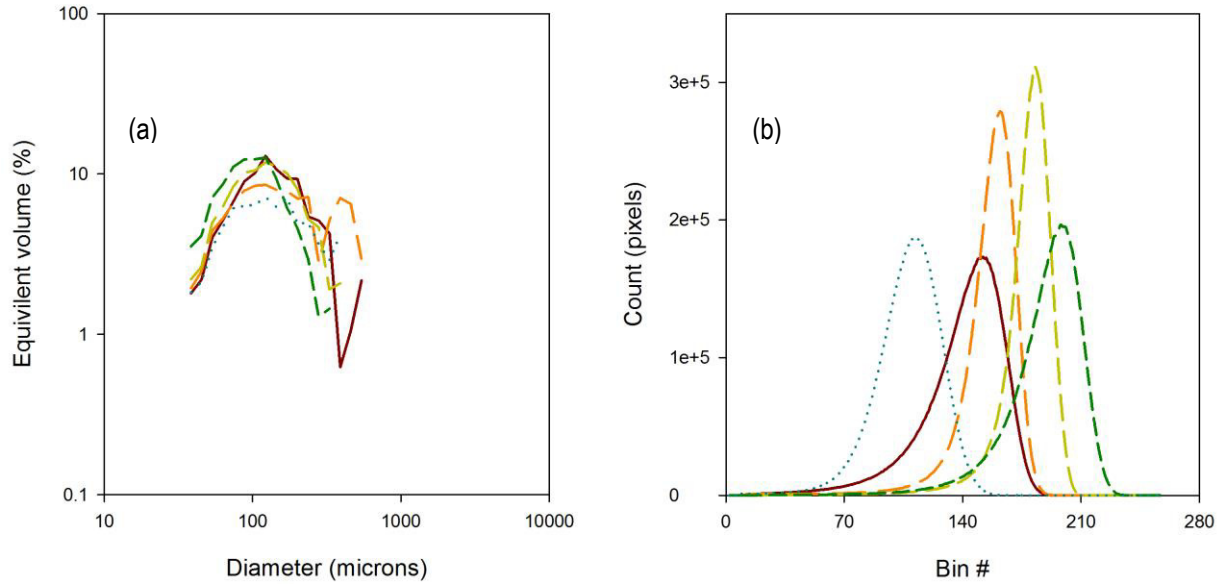 100
10
1
0.1
10
100
1000
10000
Equivilent volume (%)
Diameter (microns)
(a)
3e+5
2e+5
1e+5
0
0
70
140
210
280
Count (pixels)
Bin #
(b)